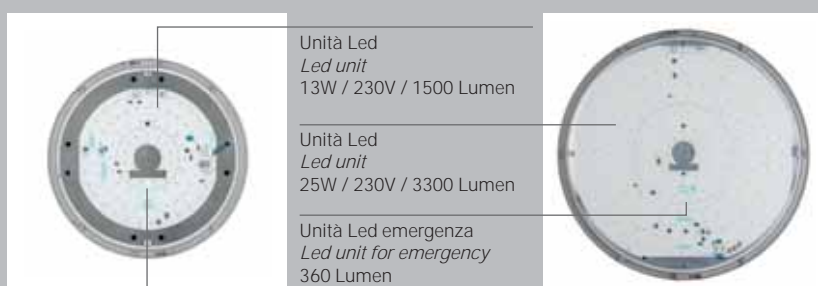 Unità Led
Led unit
13W / 230V / 1500 Lumen
Unità Led
Led unit
25W / 230V / 3300 Lumen
Unità Led emergenza
Led unit for emergency
360 Lumen